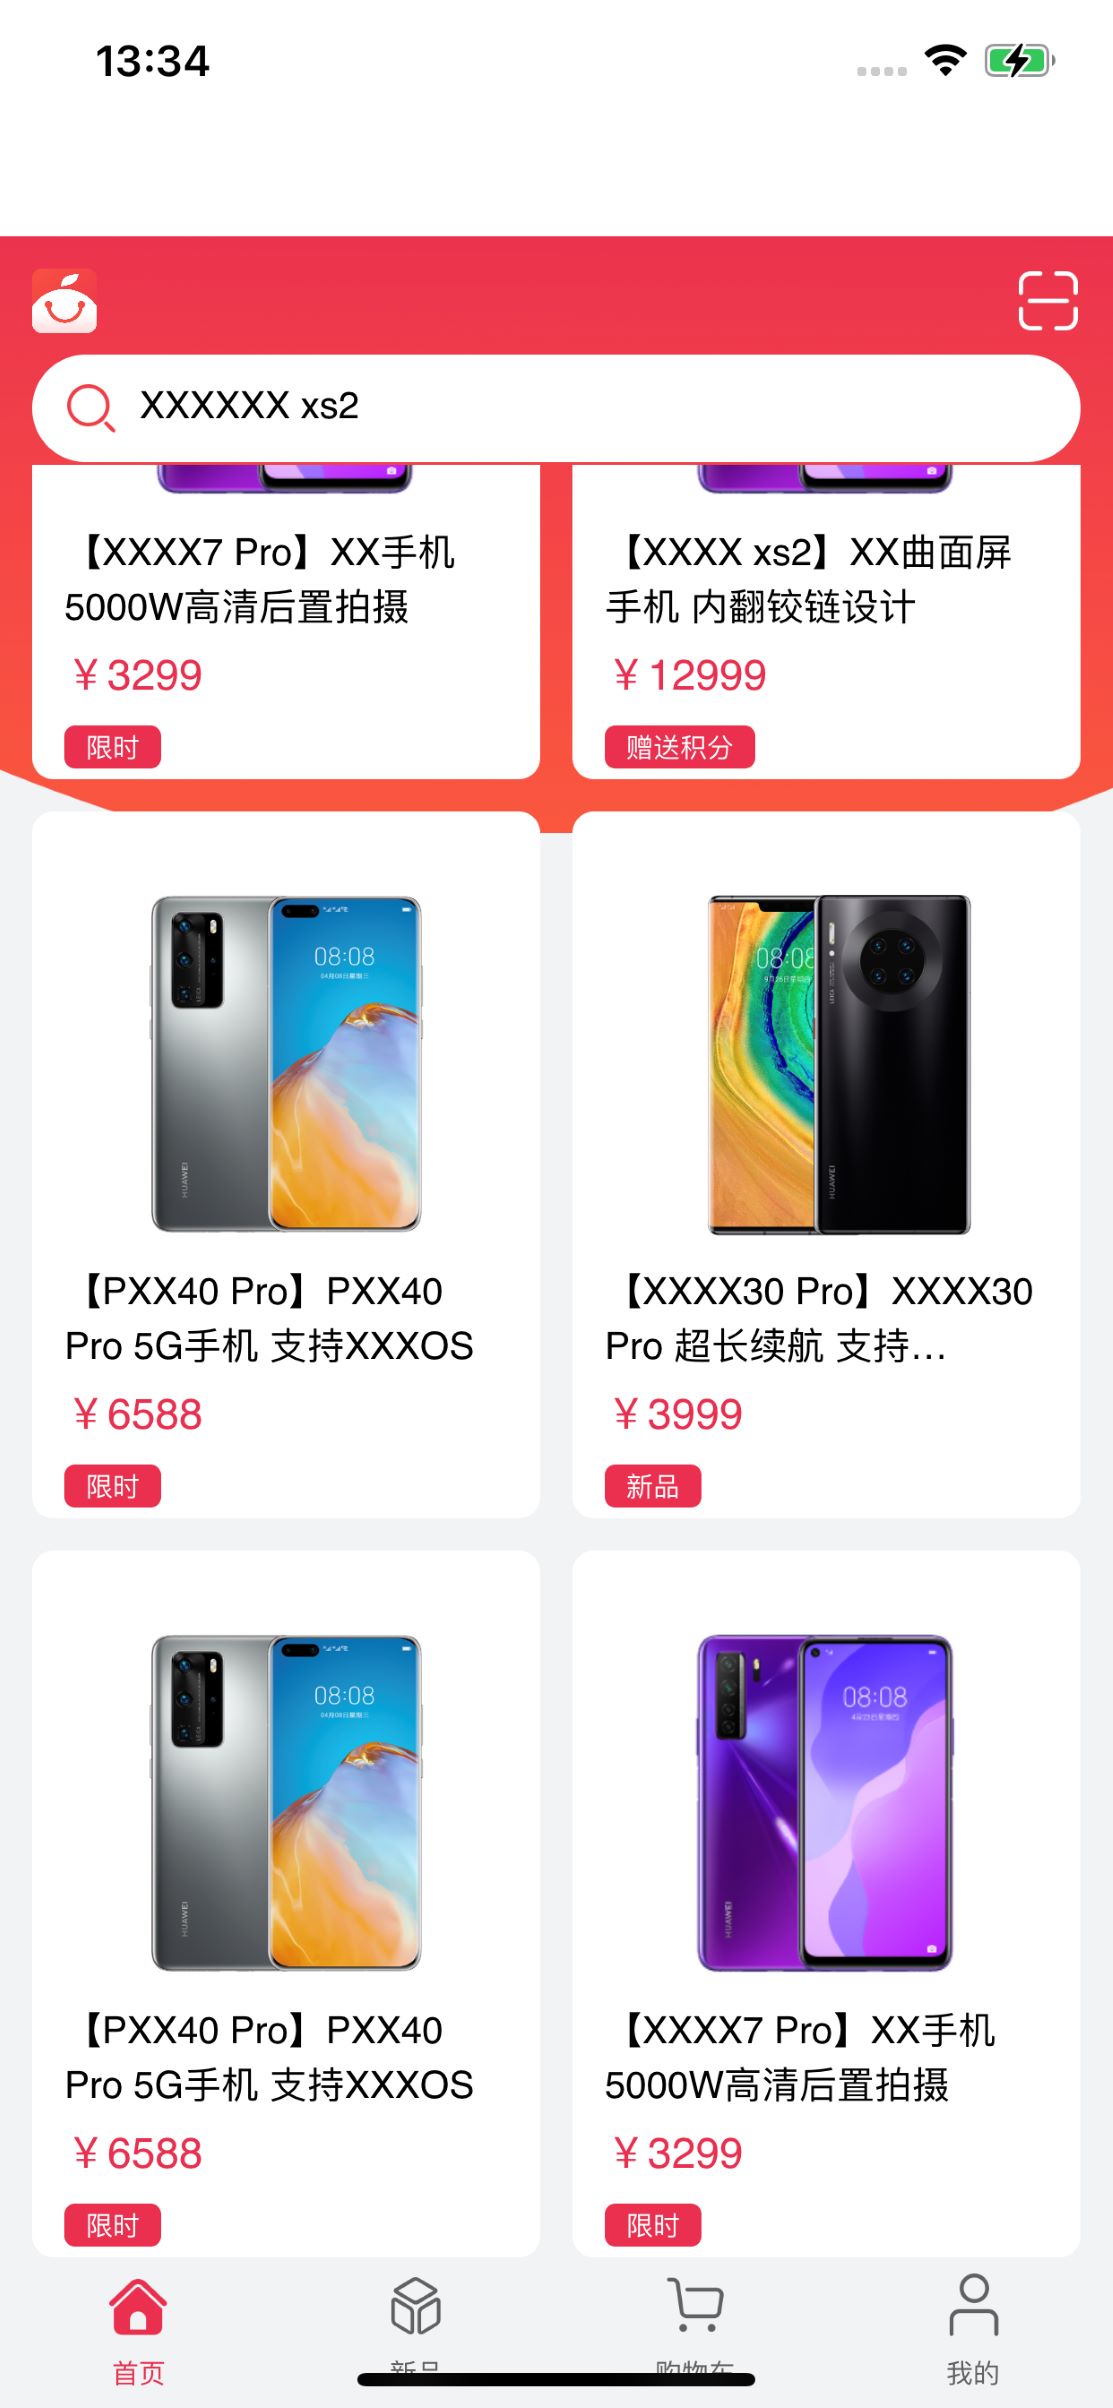 13:34
XXXXXX xs2
【XXXX7 Pro】XX手机
5000W高清后置拍摄
¥3299
限时
【XXXX xs2】XX曲面屏
手机 内翻铰链设计
¥12999
赠送积分
08:08
HUAWEI
【PXX40 Pro】PXX40
Pro 5G手机 支持XXXOS
¥6588
限时
08:08
HUAWEI
【XXXX30 Pro】XXXX30
Pro 超长续航 支持...
¥3999
新品
08:08
HUAWEI
【PXX40 Pro】PXX40
Pro 5G手机 支持XXXOS
¥6588
限时
08:08
HUAWEI
【XXXX7 Pro】XX手机
5000W高清后置拍摄
¥3299
限时
首页
新品
购物车
我的